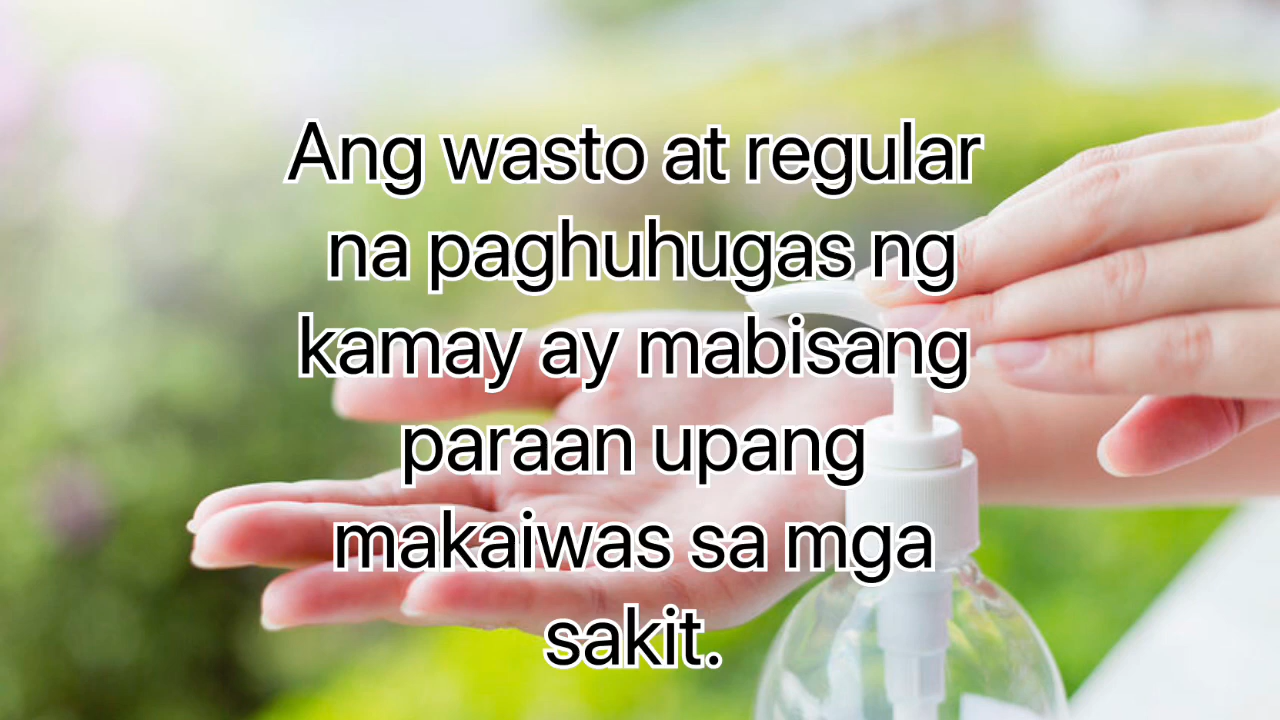 Ang wasto at regular
na paghuhugas ng
kamay ay mabisang
paraan upang
makaiwas sa mga
sakit.